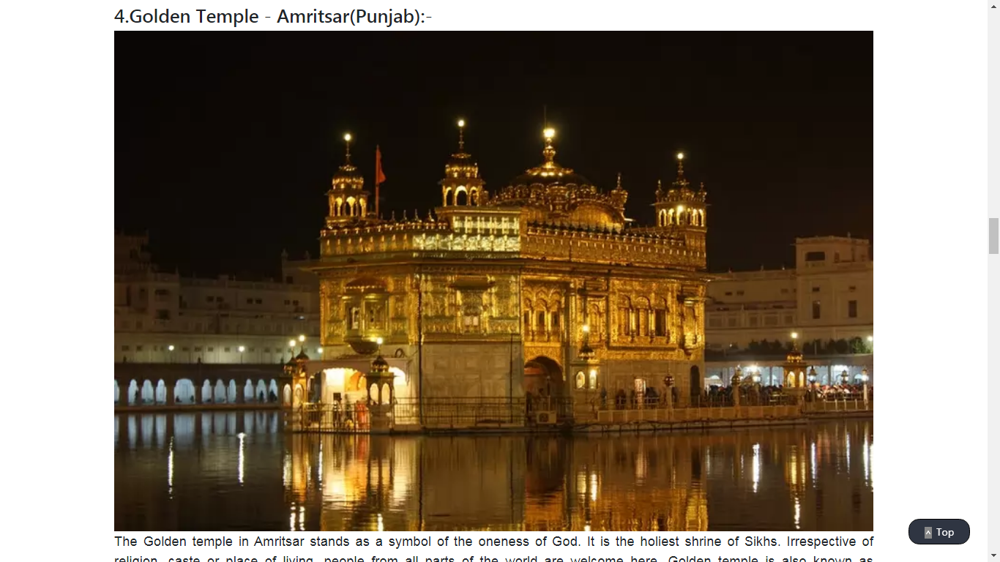 4.Golden Temple - Amritsar(Punjab):-
The Golden temple in Amritsar stands as a symbol of the oneness of God. It is the holiest shrine of Sikhs. Irrespective of
religion, caste or place of living, people from all parts of the world are welcome here. Golden temple is also known as
Top